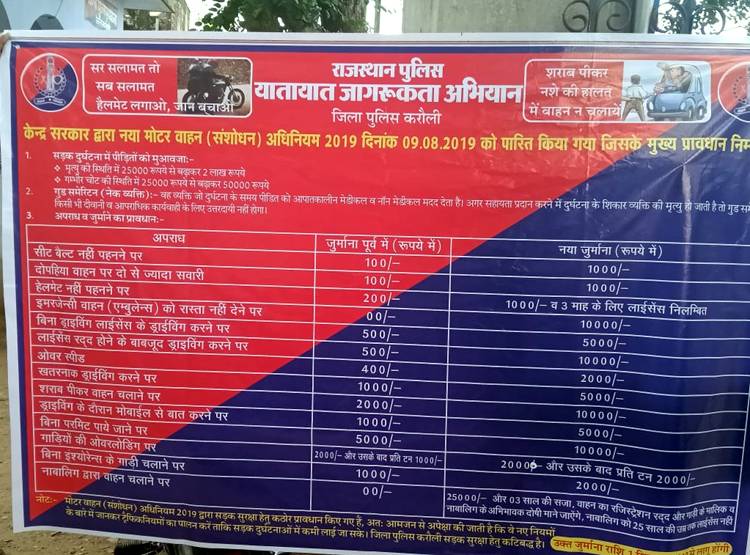 सर सलामत तो
सब सलामत
हैलमेट लगाओ, जान बचाओ
राजस्थान पुलिस
यातायात जागरूकता अभियान
जिला पुलिस करौली
शराब पीकर
नशे की हालत
में वाहन न चलायें
केन्द्र सरकार द्वारा नया मोटर वाहन (संशोधन) अधिनियम 2019 दिनांक 09.08.2019 को पारित किया गया जिसके मुख्य प्रावधान निम
1. सड़क दुर्घटना में पीड़ितों को मुआवजा:-
❖ मृत्यु की स्थिति में 25000 रूपये से बढ़ाकर 2 लाख रूपये
❖ गम्भीर चोट की स्थिति में 25000 रूपये से बढ़ाकर 50000 रूपये
2. गुड समेरिटन (नेक व्यक्ति):- वह व्यक्ति जो दुर्घटना के समय पीड़ित को आपातकालीन मेडीकल व नॉन मेडीकल मदद देता है। अगर सहायता प्रदान करने में दुर्घटना के शिकार व्यक्ति की मृत्यु हो जाती है तो गुड सम
किसी भी दीवानी व आपराधिक कार्यवाही के लिए उत्तरदायी नहीं होगा।
3. अपराध व जुर्माने का प्रावधान:-
अपराध जुर्माना पूर्व में (रूपये में) नया जुर्माना (रूपये में)
सीट बैल्ट नहीं पहनने पर 100/- 1000/-
दोपहिया वाहन पर दो से ज्यादा सवारी 100/- 1000/-
हेलमेट नहीं पहनने पर 200/- 1000/- व 3 माह के लिए लाईसेंस निलम्बित
इमरजेन्सी वाहन (एम्बुलेन्स) को रास्ता नहीं देने पर 00/- 10000/-
बिना ड्राइविंग लाईसेंस के ड्राईविंग करने पर 500/- 5000/-
लाईसेंस रद्द होने के बाबजूद ड्राइविंग करने पर 500/- 10000/-
ओवर स्पीड 400/- 2000/-
खतरनाक ड्राईविंग करने पर 1000/- 5000/-
शराब पीकर वाहन चलाने पर 2000/- 10000/-
ड्राइविंग के दौरान मोबाईल से बात करने पर 1000/- 5000/-
बिना परमिट पाये जाने पर 5000/- 10000/-
गाड़ियों की ओवरलोडिंग पर 2000/- और उसके बाद प्रति टन 1000/- 20000/- और उसके बाद प्रति टन 2000/-
बिना इंश्योरेन्स के गाडी चलाने पर 1000/- 2000/-
नाबालिग द्वारा वाहन चलाने पर 00/- 25000/- और 03 साल की सजा, वाहन का रजिस्ट्रेशन रद्द और गाडी के मालिक व
नाबालिग के अभिभावक दोषी माने जाऐंगे, नाबालिग को 25 साल की उम्र तक लाईसेंस नहीं
नोट:- मोटर वाहन (संशोधन) अधिनियम 2019 द्वारा सड़क सुरक्षा हेतु कठोर प्रावधान किए गए है, अतः आमजन से अपेक्षा की जाती है कि वे नए नियमों
के बारे में जानकर ट्रैफिक नियमों का पालन करें ताकि सड़क दुर्घटनाओं में कमी लाई जा सके। जिला पुलिस करौली सड़क सुरक्षा हेतु कटिबद्ध है।
उक्त जुर्माना राशि 1